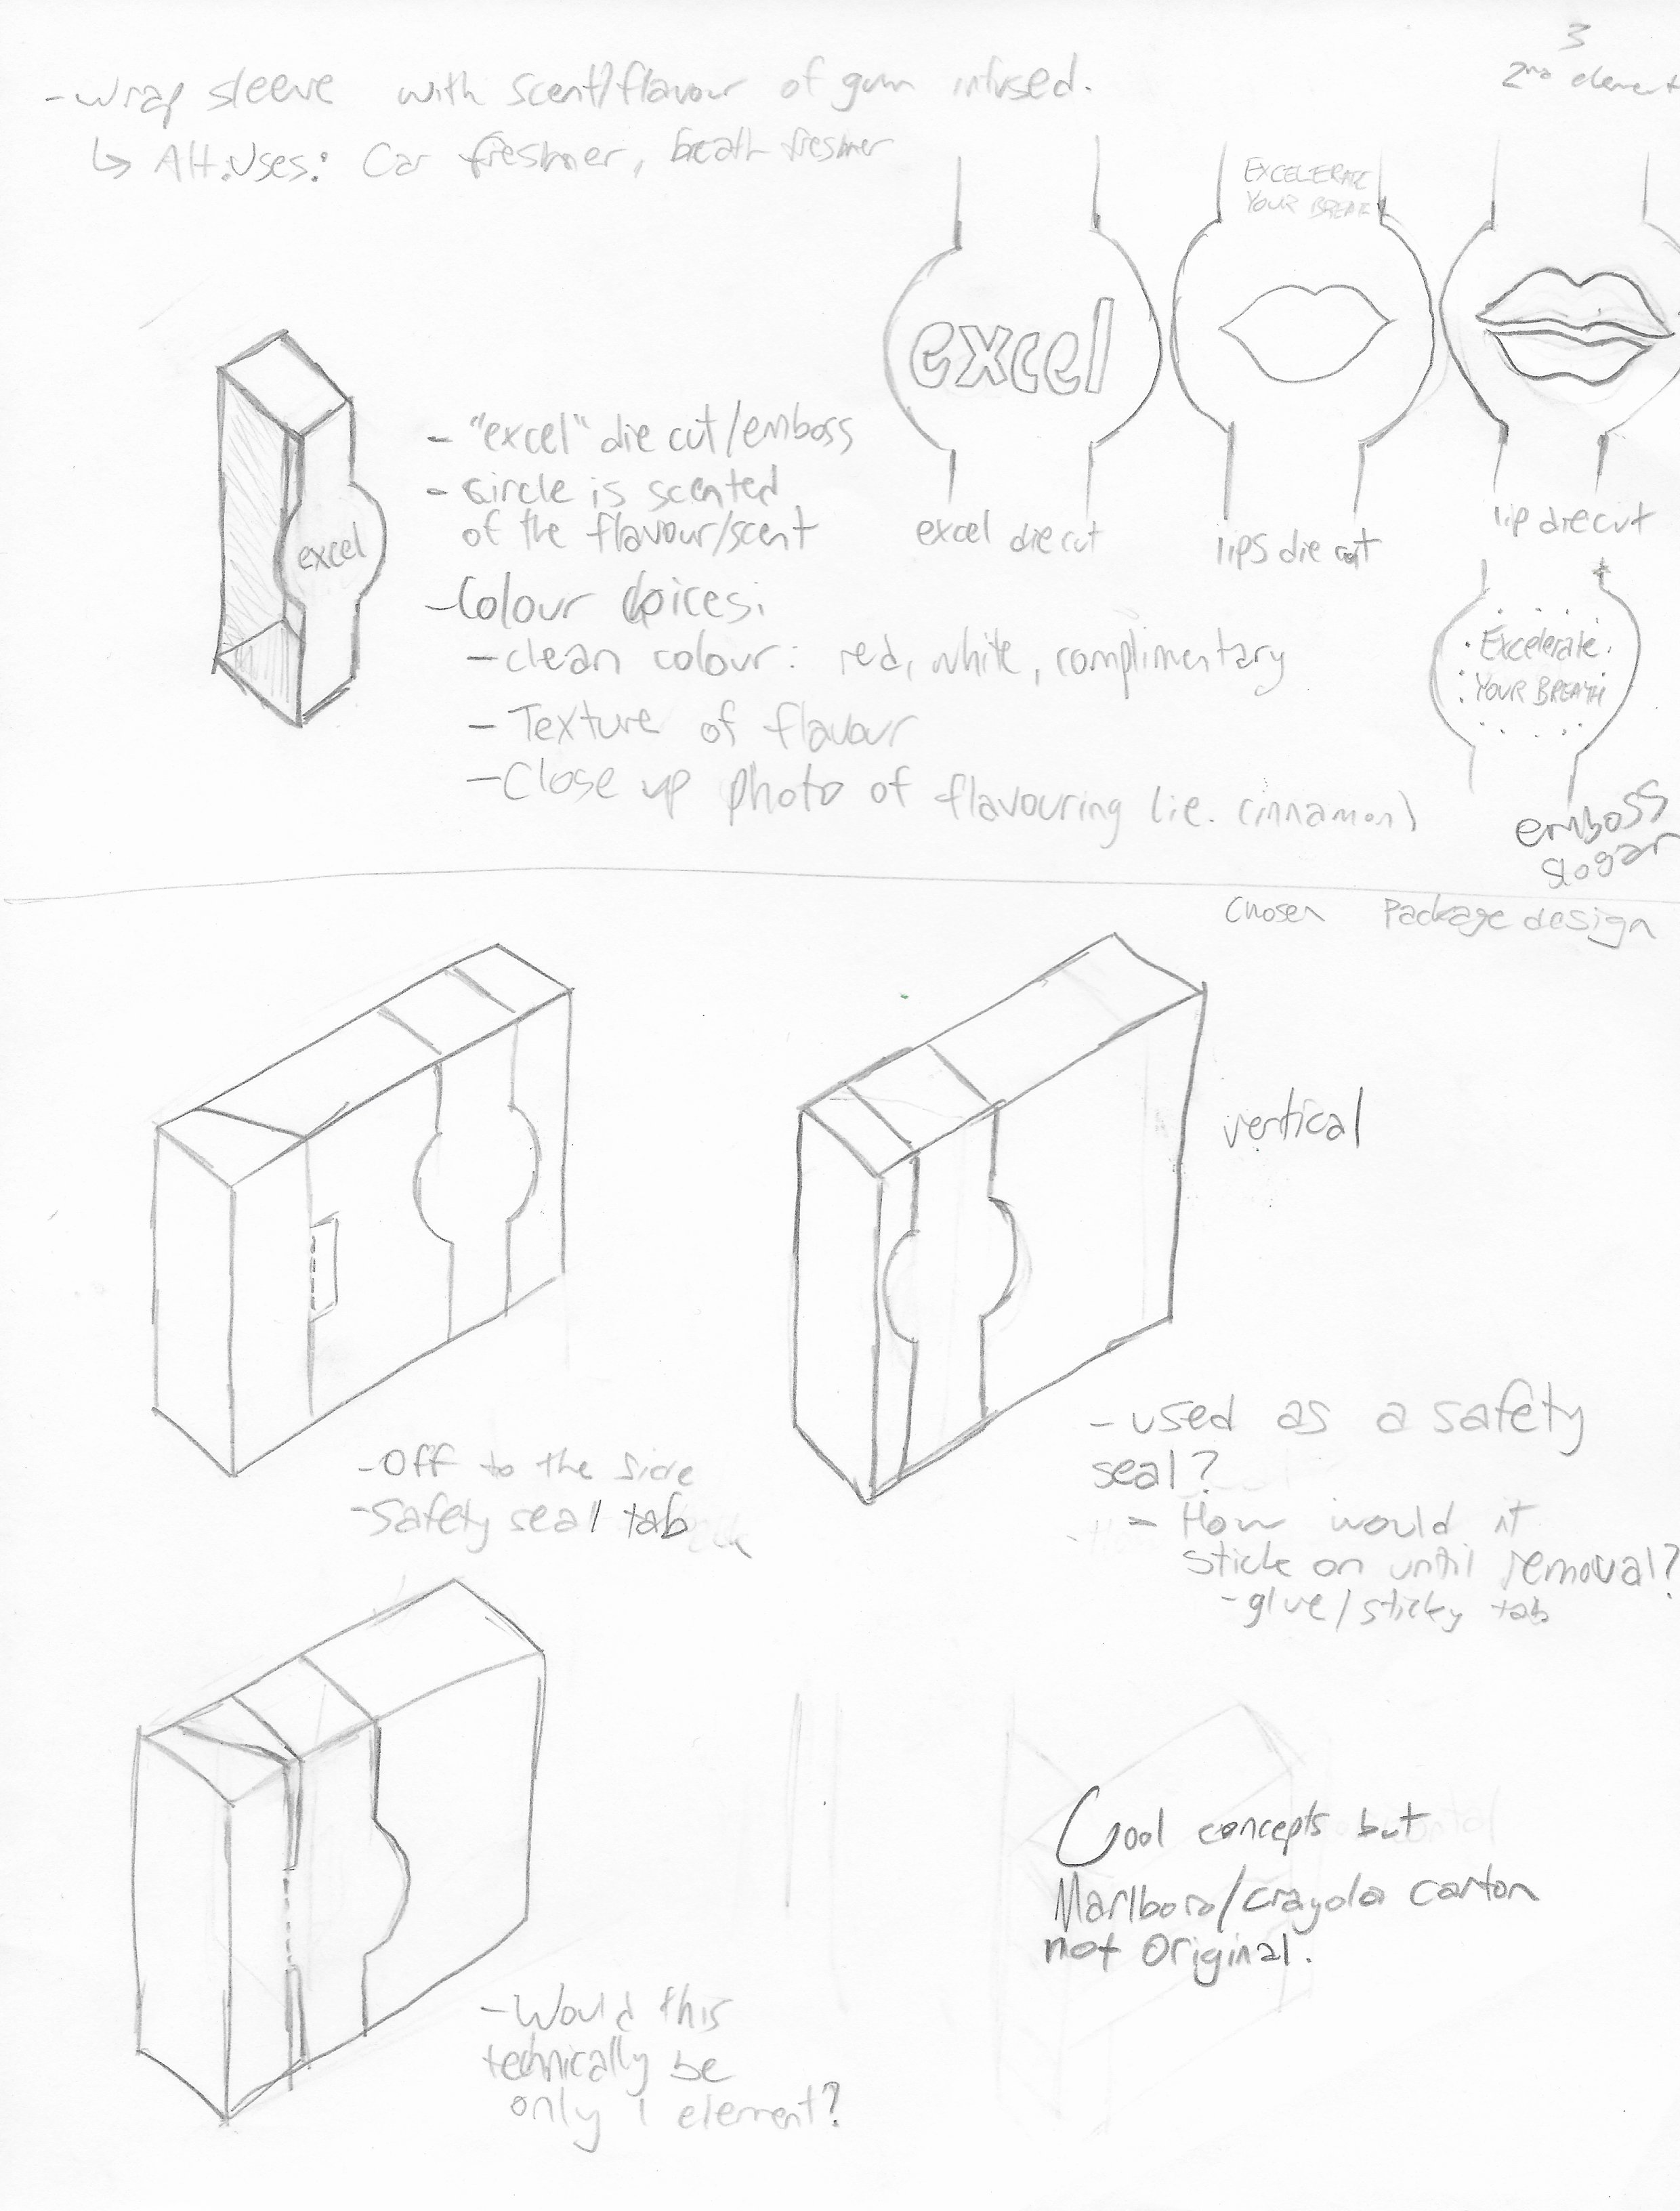 3
2nd element
- wrap sleeve with scent/flavour of gum infused.
↳ Alt. Uses: Car freshner, breath freshner
EXCELERATE
YOUR BREATH
excel
excel
- "excel" die cut/emboss
- circle is scented
of the flavour/scent
excel die cut
lips die cut
lip die cut
- Colour choices:
- clean colour: red, white, complimentary
- Texture of flavour
- Close up photo of flavouring (ie. cinnamon)
Excelerate
YOUR BREATH
emboss
slogan
Chosen Package design
vertical
- Off to the side
- Safety seal tab
- used as a safety
seal?
- How would it
stick on until removal?
- glue/sticky tab
Cool concepts but
Marlboro/crayola carton
not Original.
- Would this
technically be
only 1 element?